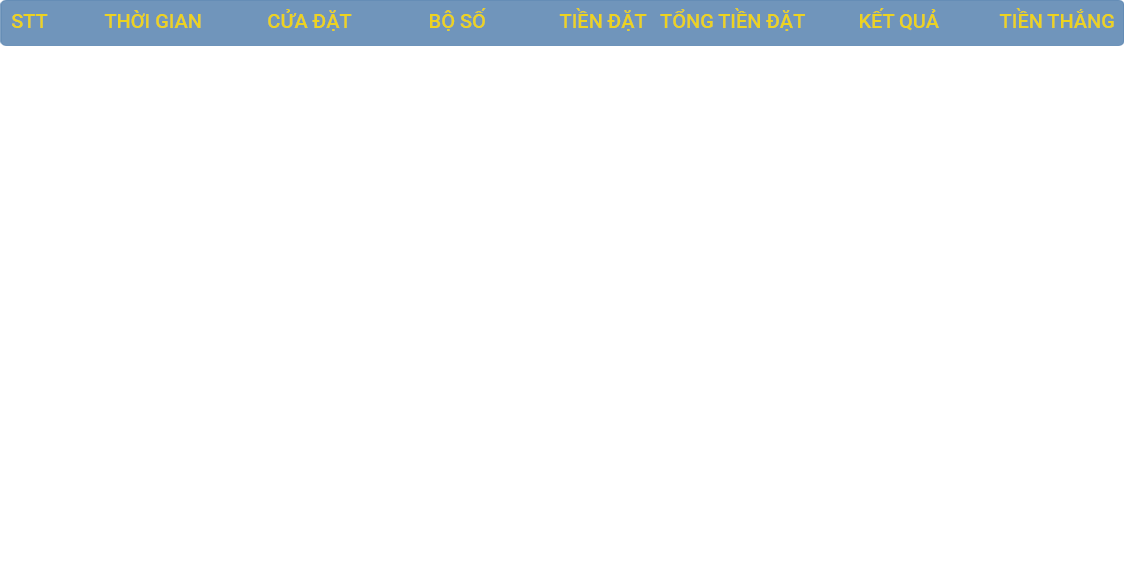 STT THỜI GIAN CỬA ĐẶT BỘ SỐ TIỀN ĐẶT TỔNG TIỀN ĐẶT KẾT QUẢ TIỀN THẮNG